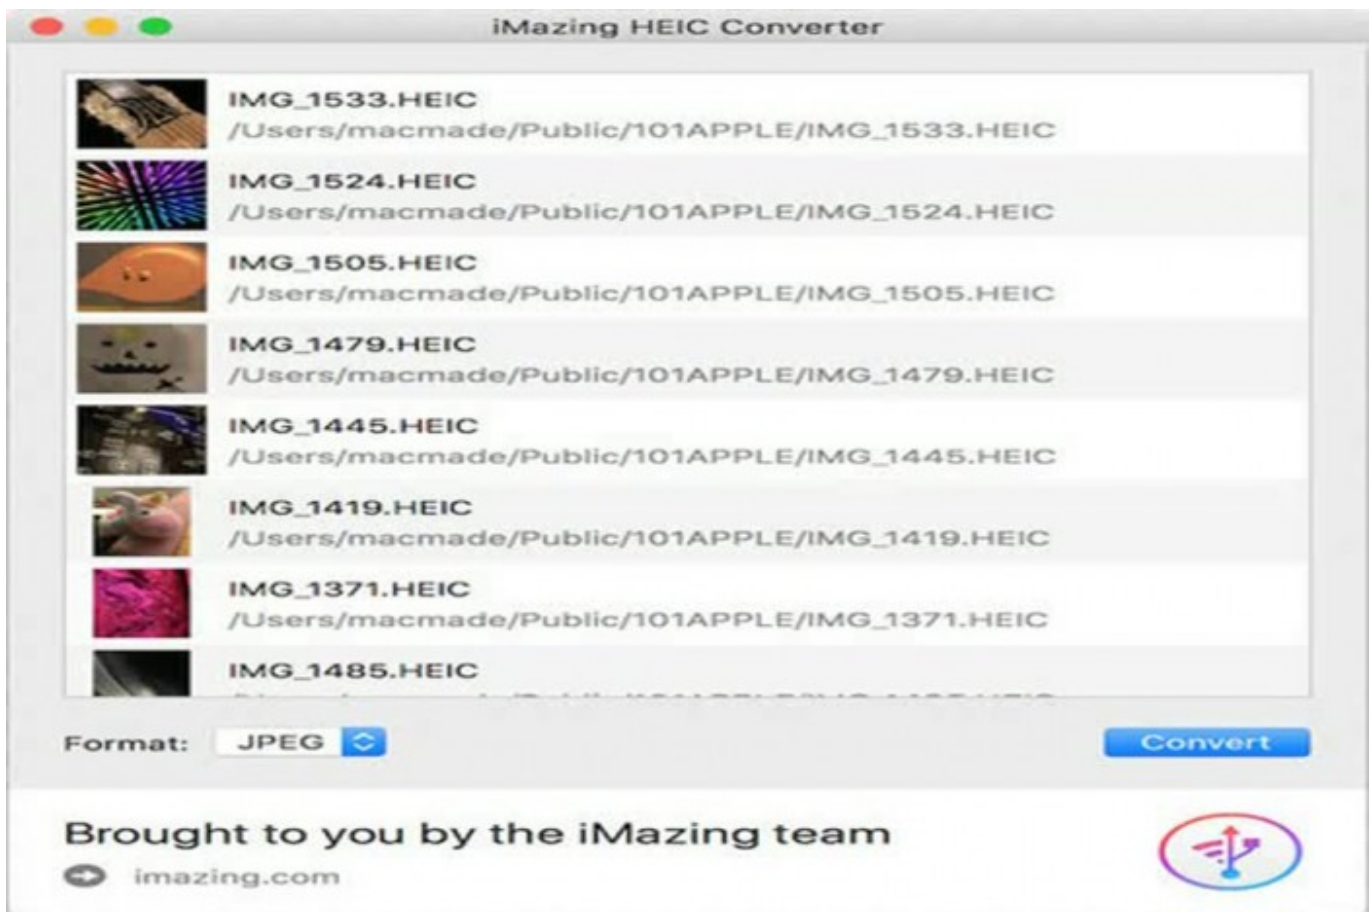 iMazing HEIC Converter
IMG_1533.HEIC
/Users/macmade/Public/101APPLE/IMG_1533.HEIC
IMG_1524.HEIC
/Users/macmade/Public/101APPLE/IMG_1524.HEIC
IMG_1505.HEIC
/Users/macmade/Public/101APPLE/IMG_1505.HEIC
IMG_1479.HEIC
/Users/macmade/Public/101APPLE/IMG_1479.HEIC
IMG_1445.HEIC
/Users/macmade/Public/101APPLE/IMG_1445.HEIC
IMG_1419.HEIC
/Users/macmade/Public/101APPLE/IMG_1419.HEIC
IMG_1371.HEIC
/Users/macmade/Public/101APPLE/IMG_1371.HEIC
IMG_1485.HEIC
Format: JPEG Convert
Brought to you by the iMazing team
imazing.com